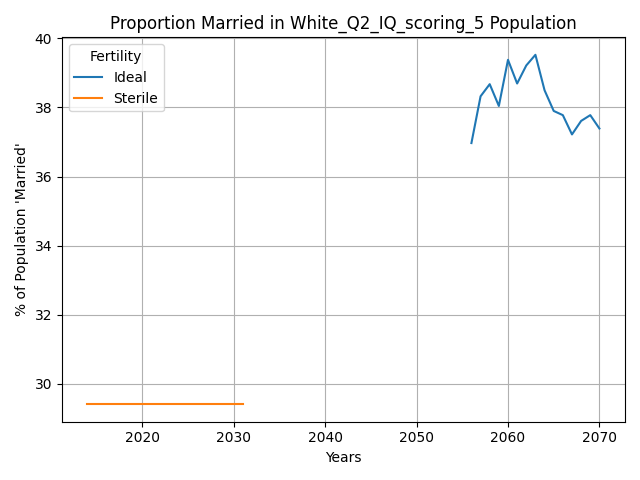 Proportion Married in White_Q2_IQ_scoring_5 Population
% of Population 'Married'
40
38
36
34
32
30
Fertility
Ideal
Sterile
2020 2030 2040 2050 2060 2070
Years